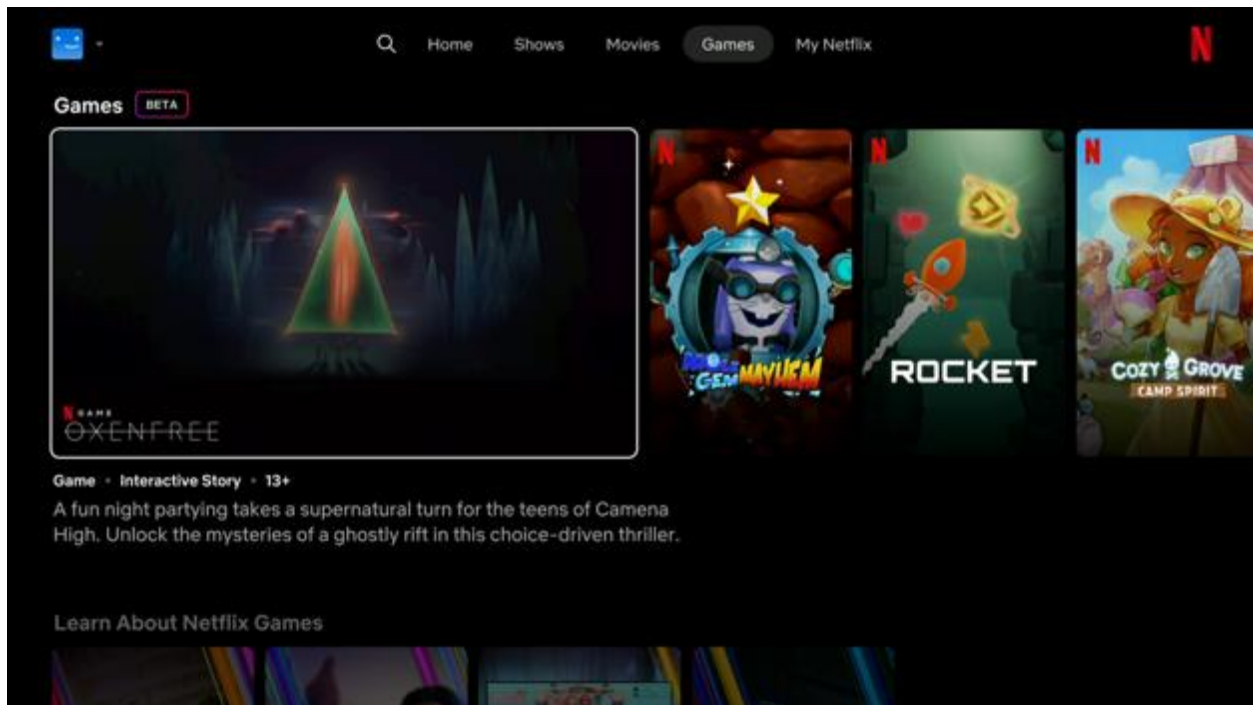 Home Shows Movies Games My Netflix
N
Games BETA
N GAME
OXENFREE
N
MOLE
GEM MAYHEM
N
ROCKET
N
COZY GROVE
CAMP SPIRIT
Game • Interactive Story • 13+
A fun night partying takes a supernatural turn for the teens of Camena
High. Unlock the mysteries of a ghostly rift in this choice-driven thriller.
Learn About Netflix Games